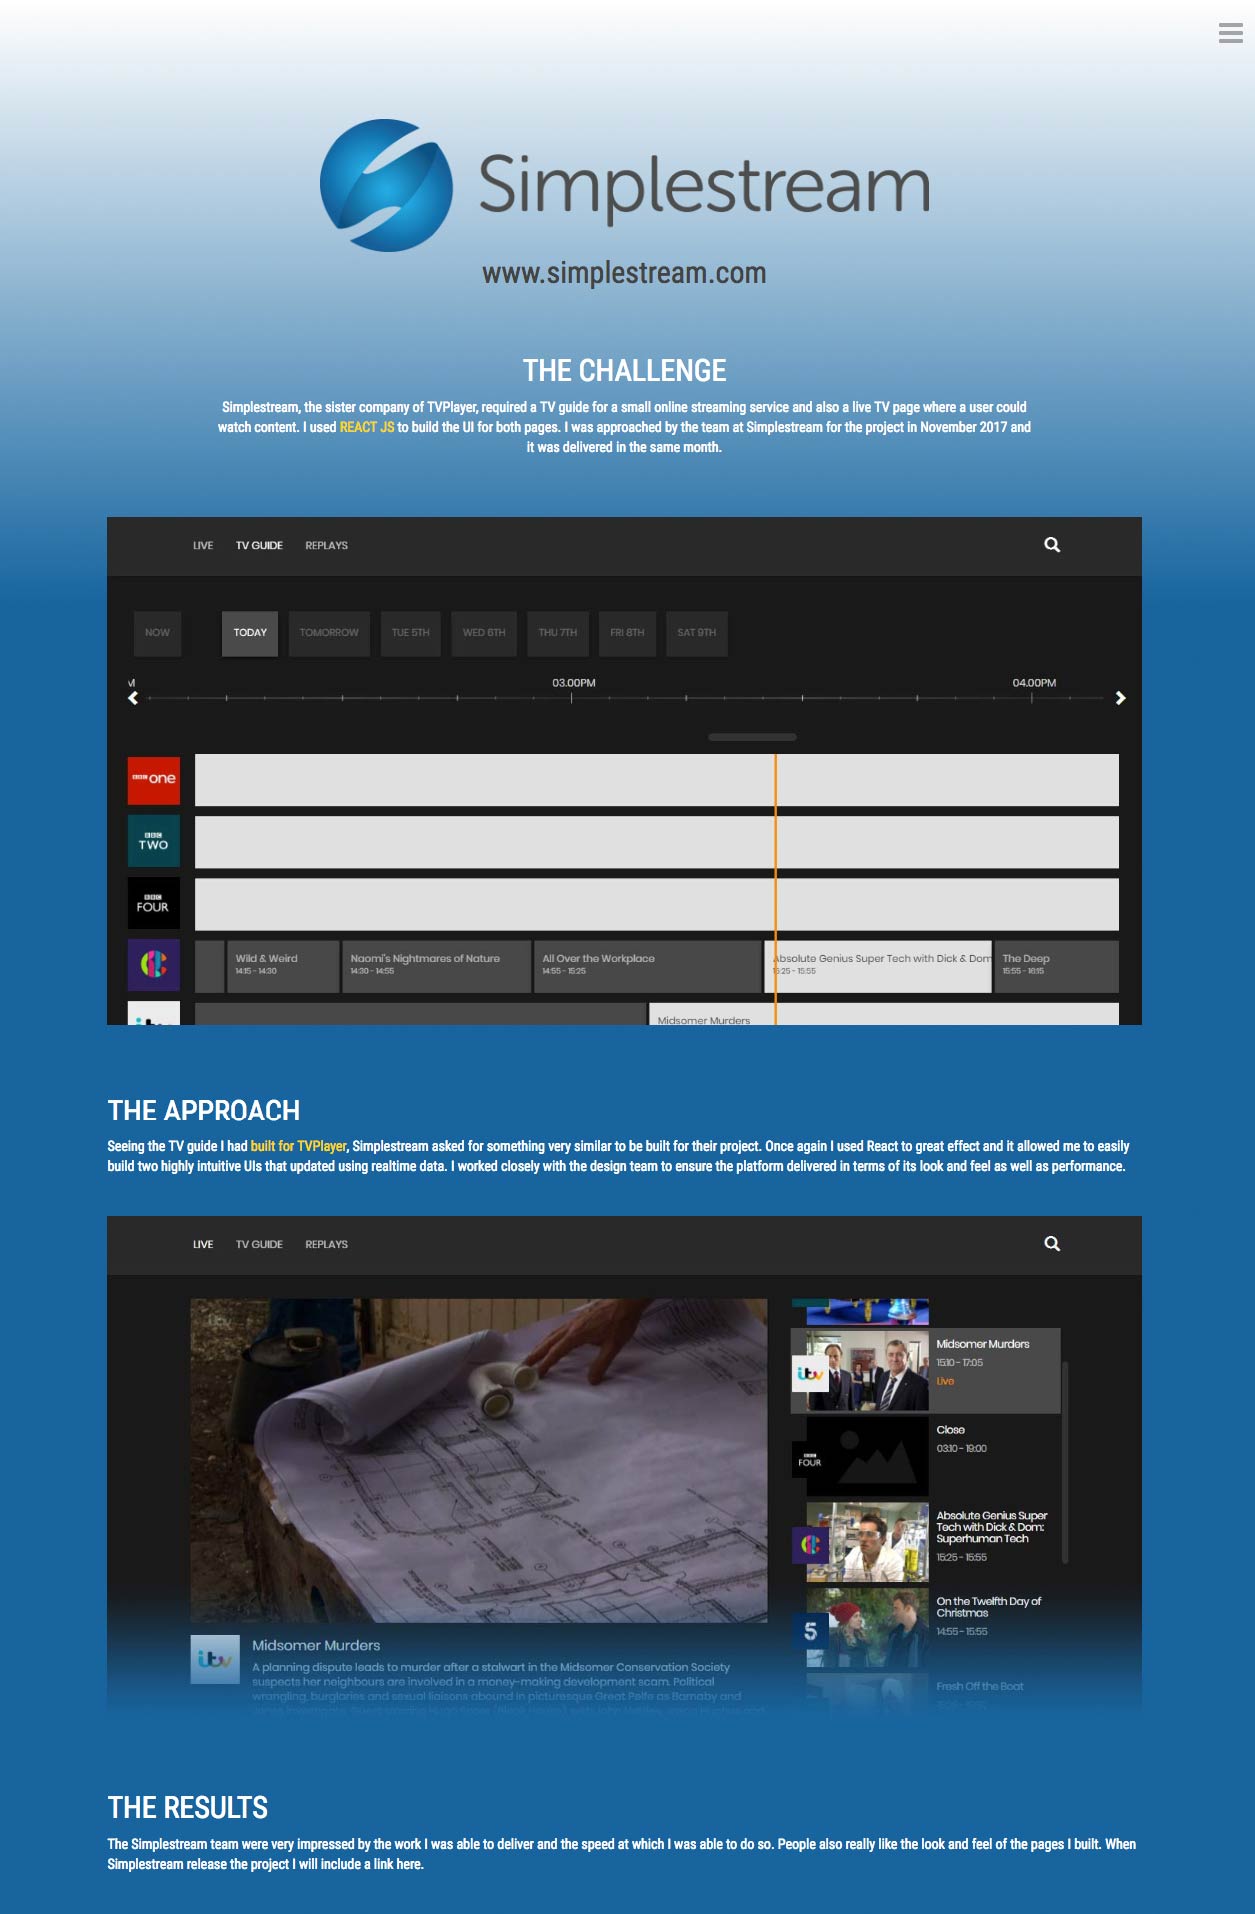 Simplestream
www.simplestream.com
THE CHALLENGE
Simplestream, the sister company of TVPlayer, required a TV guide for a small online streaming service and also a live TV page where a user could
watch content. I used REACT JS to build the UI for both pages. I was approached by the team at Simplestream for the project in November 2017 and
it was delivered in the same month.
LIVE TV GUIDE REPLAYS
NOW TODAY TOMORROW TUE 5TH WED 6TH THU 7TH FRI 8TH SAT 9TH
M 03.00PM 04.00PM
BBC one
BBC
TWO
BBC
FOUR
Wild & Weird Naomi's Nightmares of Nature All Over the Workplace Absolute Genius Super Tech with Dick & Dom The Deep
14:15 - 14:30 14:30 - 14:55 14:55 - 15:25 15:25 - 15:55 15:55 - 16:15
itv Midsomer Murders
THE APPROACH
Seeing the TV guide I had built for TVPlayer, Simplestream asked for something very similar to be built for their project. Once again I used React to great effect and it allowed me to easily
build two highly intuitive UIs that updated using realtime data. I worked closely with the design team to ensure the platform delivered in terms of its look and feel as well as performance.
LIVE TV GUIDE REPLAYS
itv
Midsomer Murders
15:10 - 17:05
Live
itv
Close
03:10 - 19:00
BBC
FOUR
Absolute Genius Super
Tech with Dick & Dom:
Superhuman Tech
15:25 - 15:55
On the Twelfth Day of
Christmas
14:55 - 15:55
5
Fresh Off the Boat
itv
Midsomer Murders
A planning dispute leads to murder after a stalwart in the Midsomer Conservation Society
suspects her neighbours are involved in a money-making development scam. Political
wrangling, burglaries and sexual liaisons abound in picturesque Great Pelfe as Barnaby and
THE RESULTS
The Simplestream team were very impressed by the work I was able to deliver and the speed at which I was able to do so. People also really like the look and feel of the pages I built. When
Simplestream release the project I will include a link here.